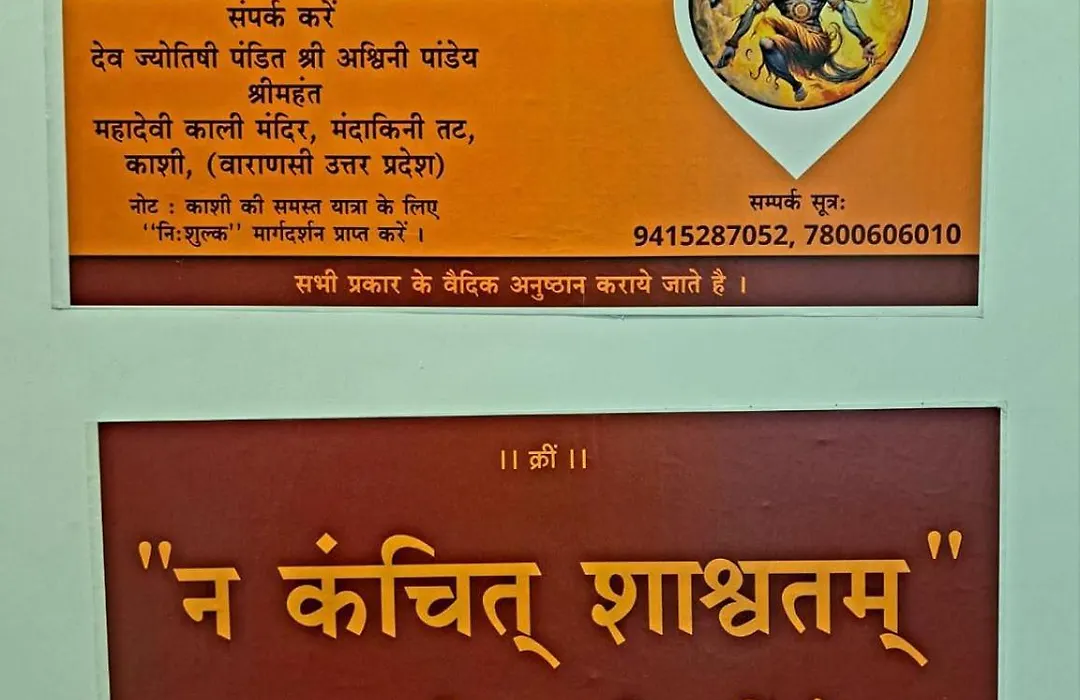 संपर्क करें
देव ज्योतिषी पंडित श्री अश्विनी पांडेय
श्रीमहंत
महादेवी काली मंदिर, मंदाकिनी तट,
काशी, (वाराणसी उत्तर प्रदेश)
नोट : काशी की समस्त यात्रा के लिए
“निःशुल्क” मार्गदर्शन प्राप्त करें ।
सम्पर्क सूत्रः
9415287052, 7800606010
सभी प्रकार के वैदिक अनुष्ठान कराये जाते है ।
।। क्रीं ।।
"न कंचित् शाश्वतम्"